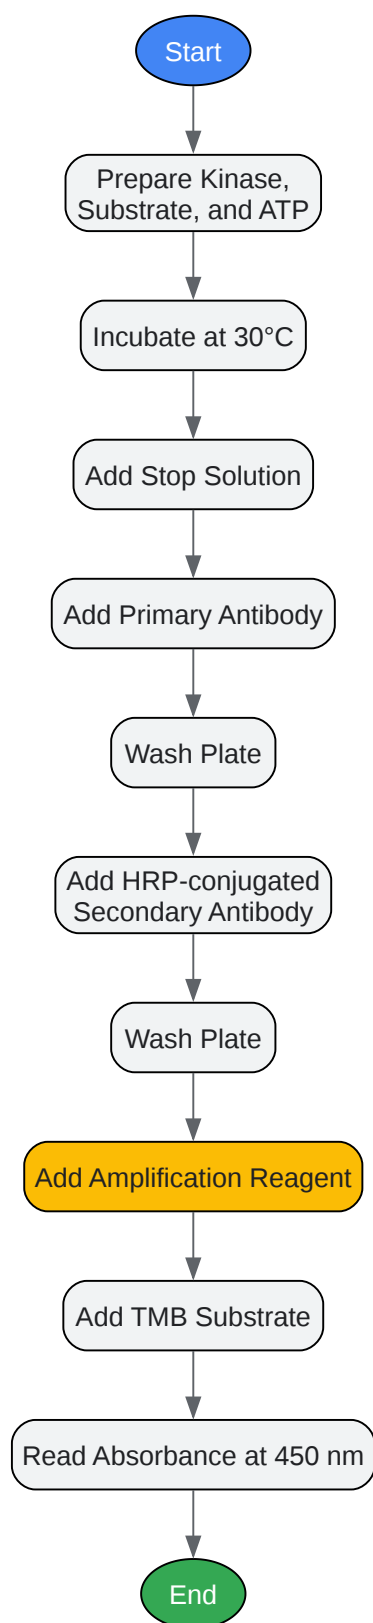 Start
Prepare Kinase,
Substrate, and ATP
Incubate at 30°C
Add Stop Solution
Add Primary Antibody
Wash Plate
Add HRP-conjugated
Secondary Antibody
Wash Plate
Add Amplification Reagent
Add TMB Substrate
Read Absorbance at 450 nm
End